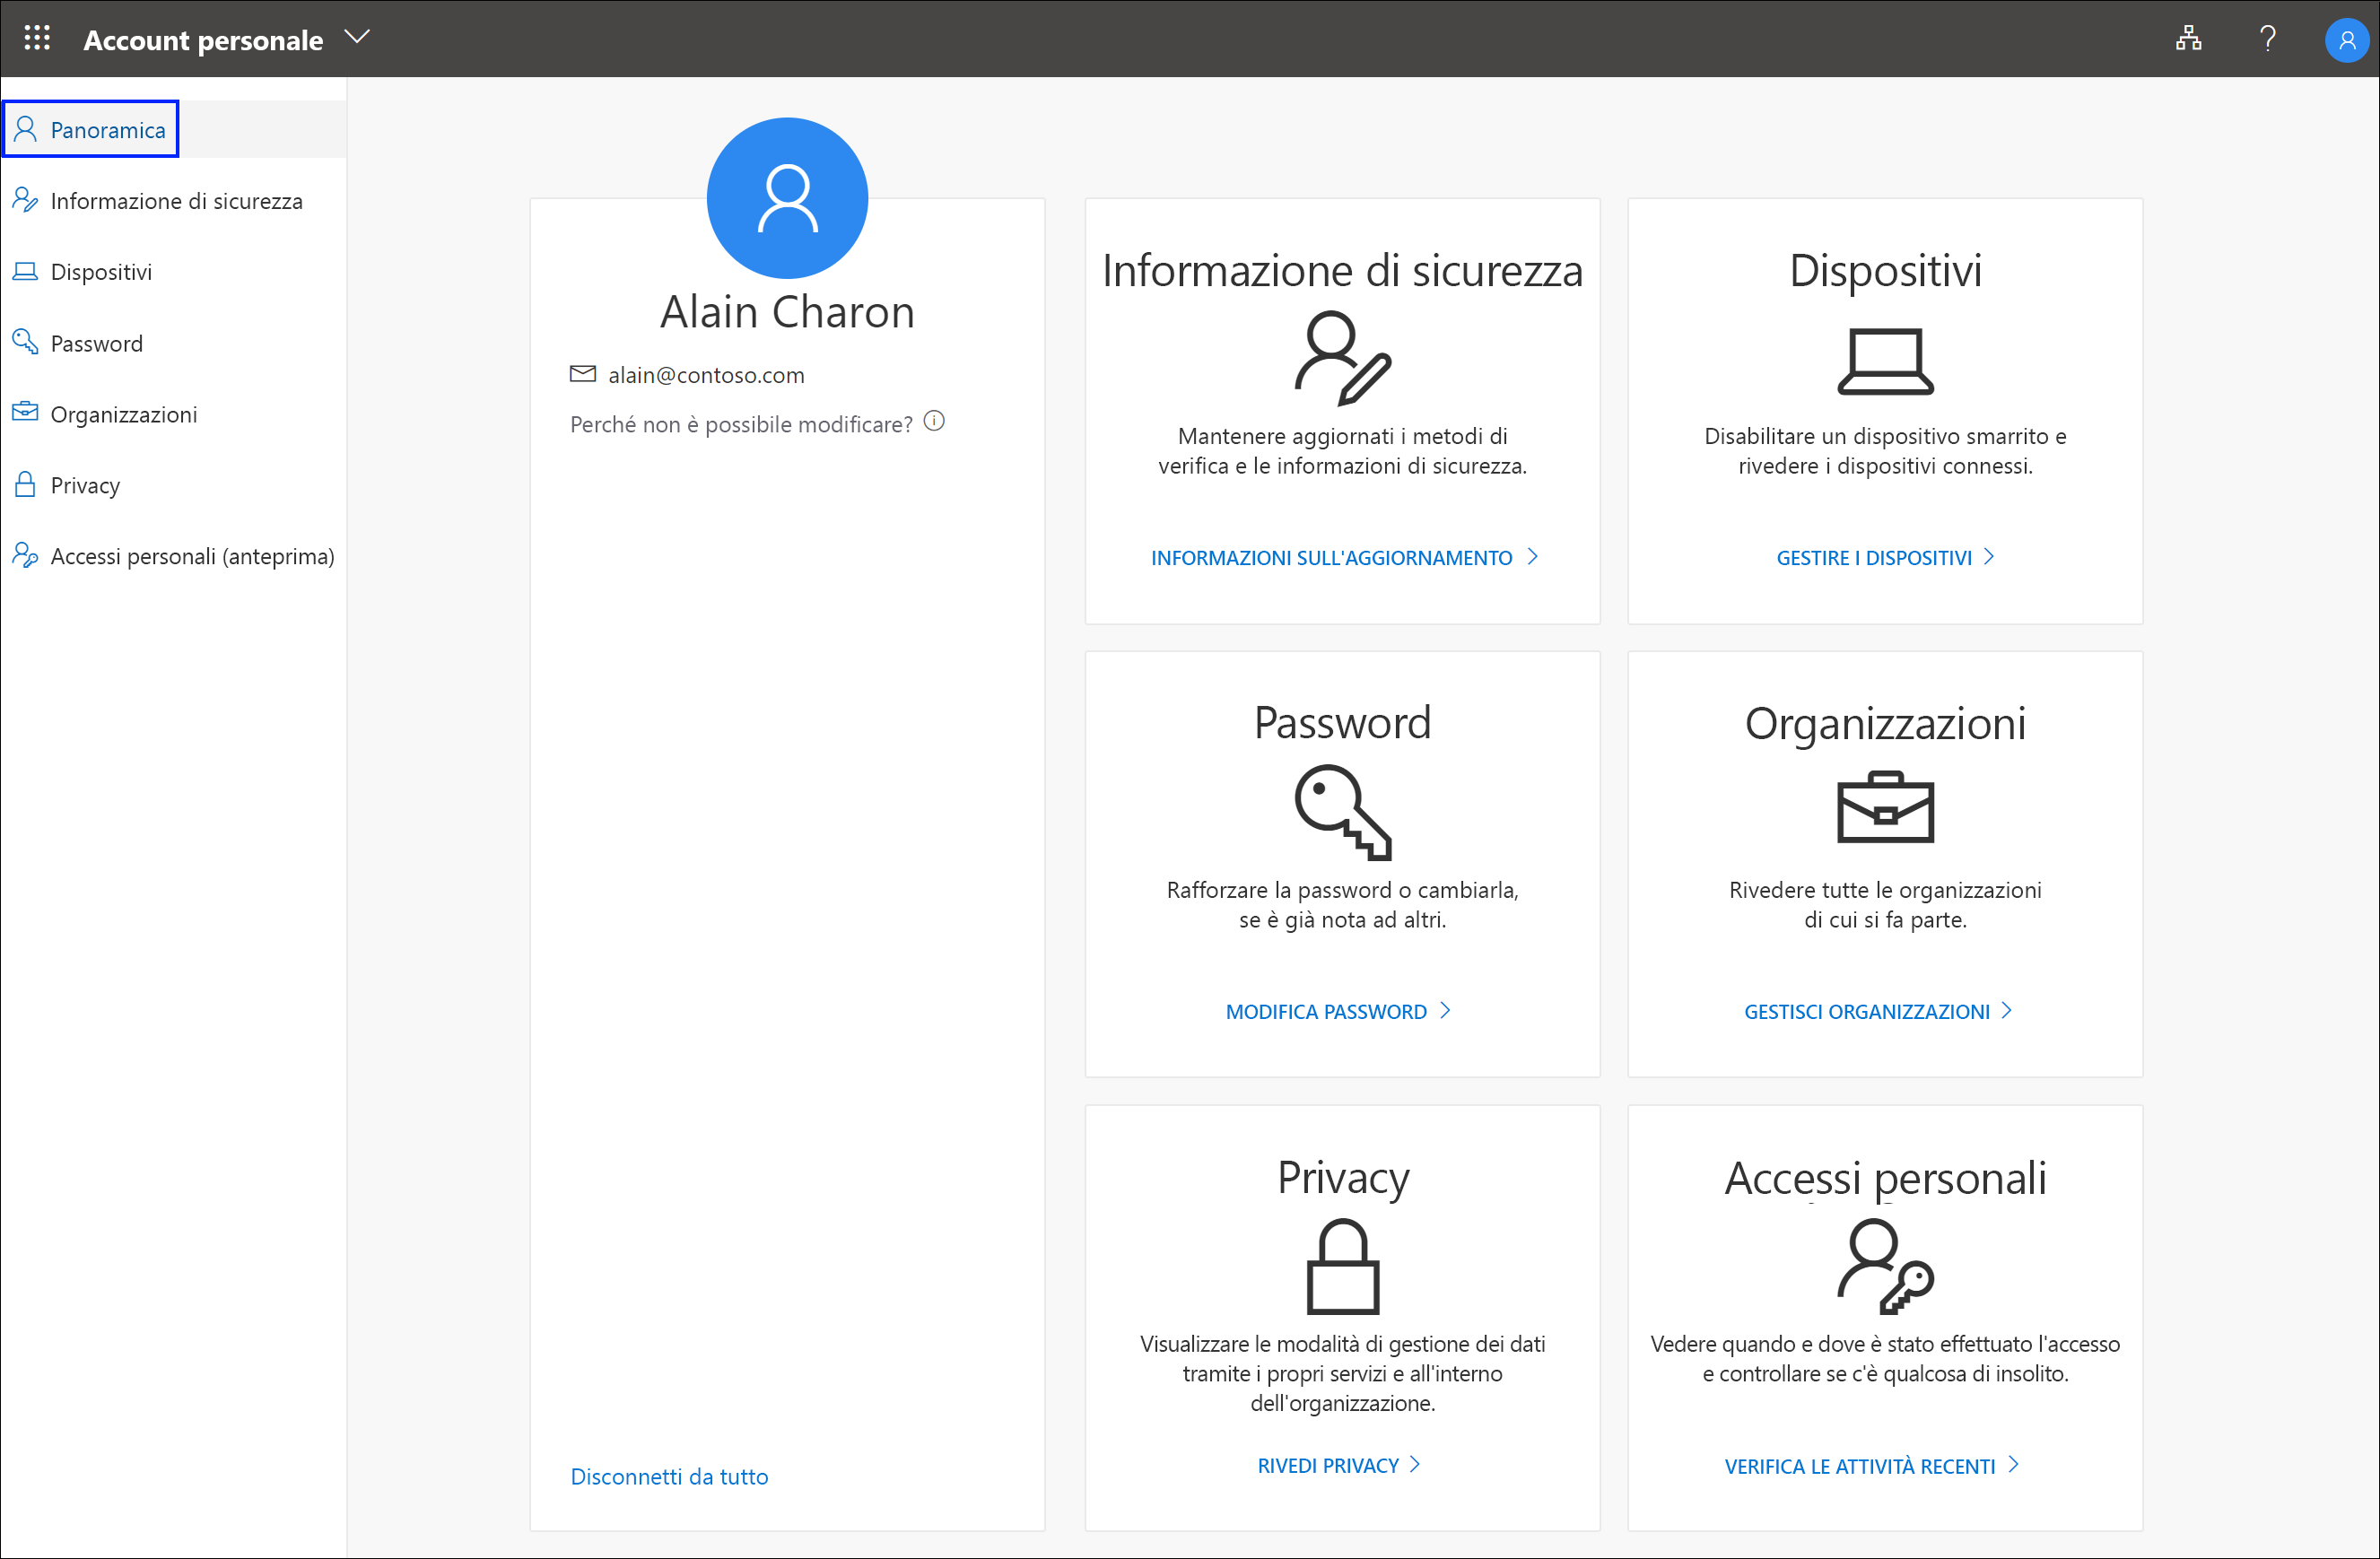 Account personale
Panoramica
Informazione di sicurezza
Dispositivi
Password
Organizzazioni
Privacy
Accessi personali (anteprima)
Alain Charon
alain@contoso.com
Perché non è possibile modificare?
Disconnetti da tutto
Informazione di sicurezza
Mantenere aggiornati i metodi di
verifica e le informazioni di sicurezza.
INFORMAZIONI SULL'AGGIORNAMENTO
Dispositivi
Disabilitare un dispositivo smarrito e
rivedere i dispositivi connessi.
GESTIRE I DISPOSITIVI
Password
Rafforzare la password o cambiarla,
se è già nota ad altri.
MODIFICA PASSWORD
Organizzazioni
Rivedere tutte le organizzazioni
di cui si fa parte.
GESTISCI ORGANIZZAZIONI
Privacy
Visualizzare le modalità di gestione dei dati
tramite i propri servizi e all'interno
dell'organizzazione.
RIVEDI PRIVACY
Accessi personali
Vedere quando e dove è stato effettuato l'accesso
e controllare se c'è qualcosa di insolito.
VERIFICA LE ATTIVITÀ RECENTI